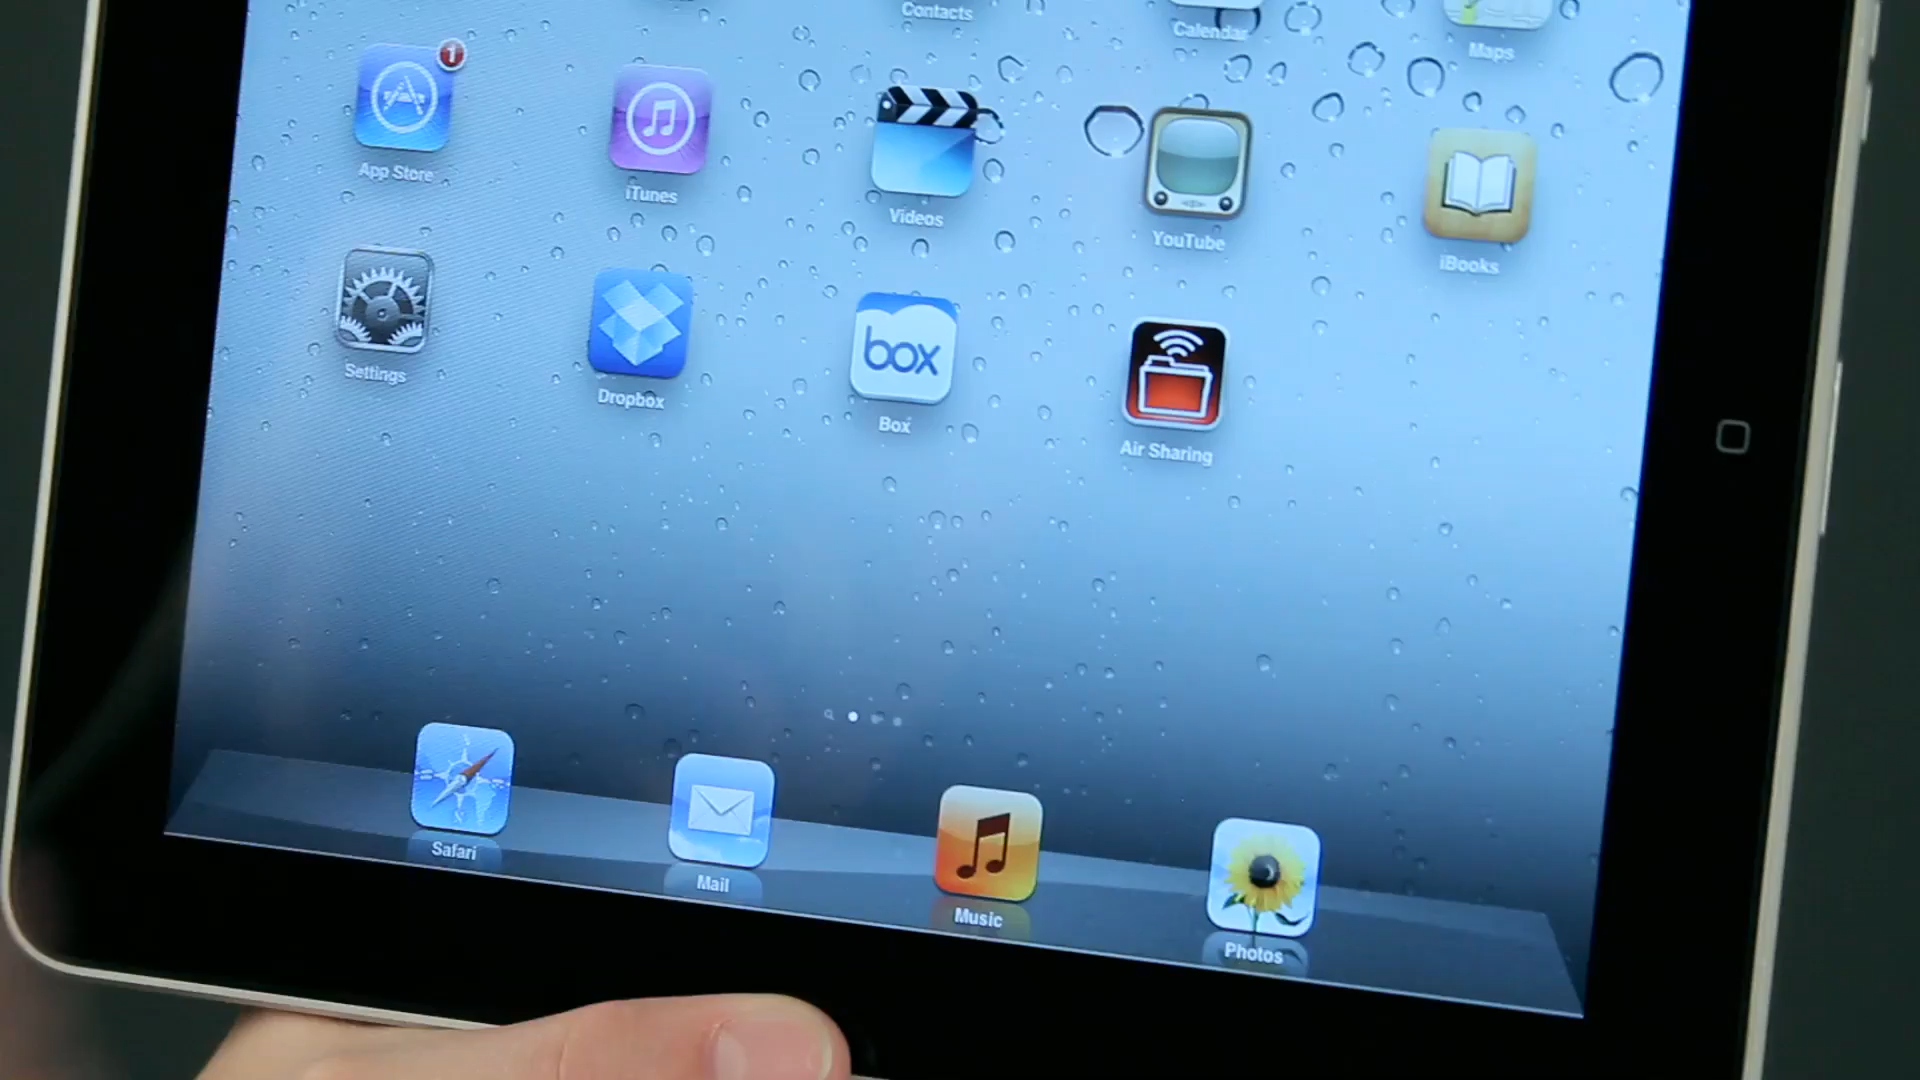 Contacts
Calendar
Maps
1
App Store
iTunes
Videos
YouTube
iBooks
Settings
Dropbox
box
Box
Air Sharing
Safari
Mail
Music
Photos